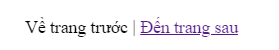 Về trang trước | Đến trang sau